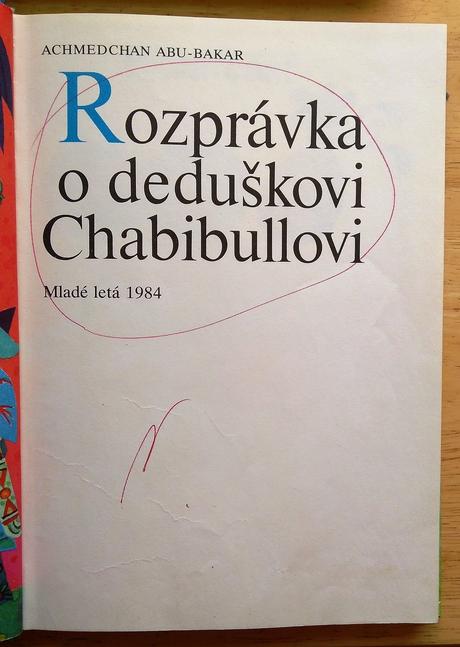 ACHMEDCHAN ABU-BAKAR
Rozprávka
o deduškovi
Chabibullovi
Mladé letá 1984